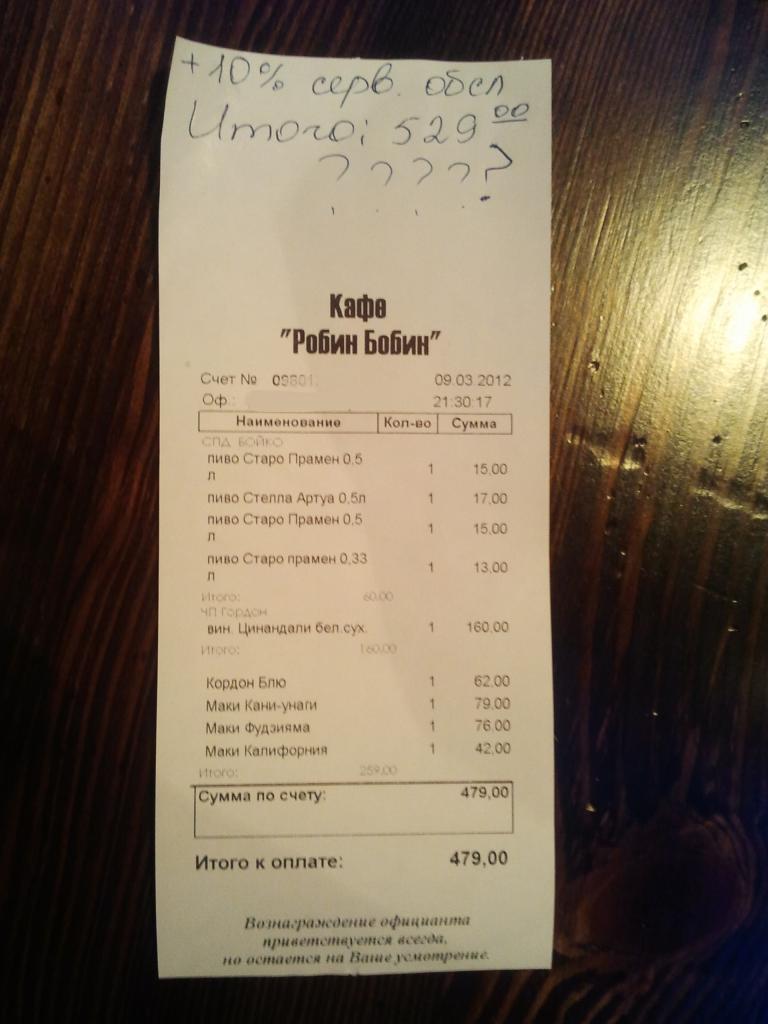 +10% серв. обсл
Итого: 529 00
? ? ? ? ?
Кафе
"Робин Бобин"
Счет № 09.03.2012
Оф.: 21:30:17
Наименование Кол-во Сумма
СПД БОЙКО
пиво Старо Прамен 0,5 1 15,00
л
пиво Стелла Артуа 0,5л 1 17,00
пиво Старо Прамен 0,5 1 15,00
л
пиво Старо прамен 0,33 1 13,00
л
Итого: 60,00
ЧП Гордон
вин. Цинандали бел.сух. 1 160,00
Итого: 160,00
Кордон Блю 1 62,00
Маки Кани-унаги 1 79,00
Маки Фудзияма 1 76,00
Маки Калифорния 1 42,00
Итого: 259,00
Сумма по счету: 479,00
Итого к оплате: 479,00
Вознаграждение официанта
приветствуется всегда,
но остается на Ваше усмотрение.